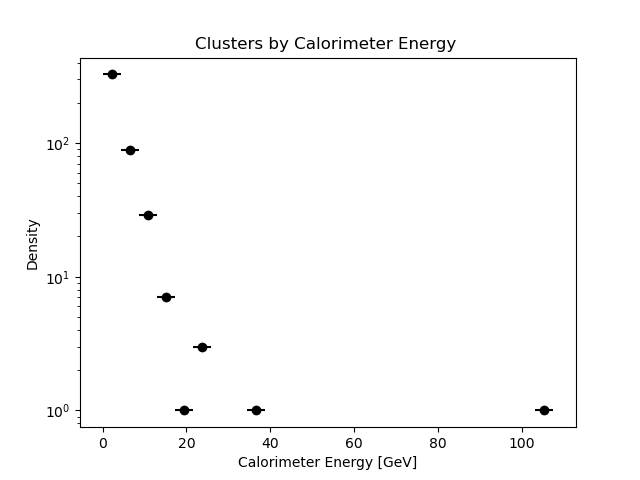 Clusters by Calorimeter Energy
Density
10²
10¹
10⁰
0 20 40 60 80 100
Calorimeter Energy [GeV]